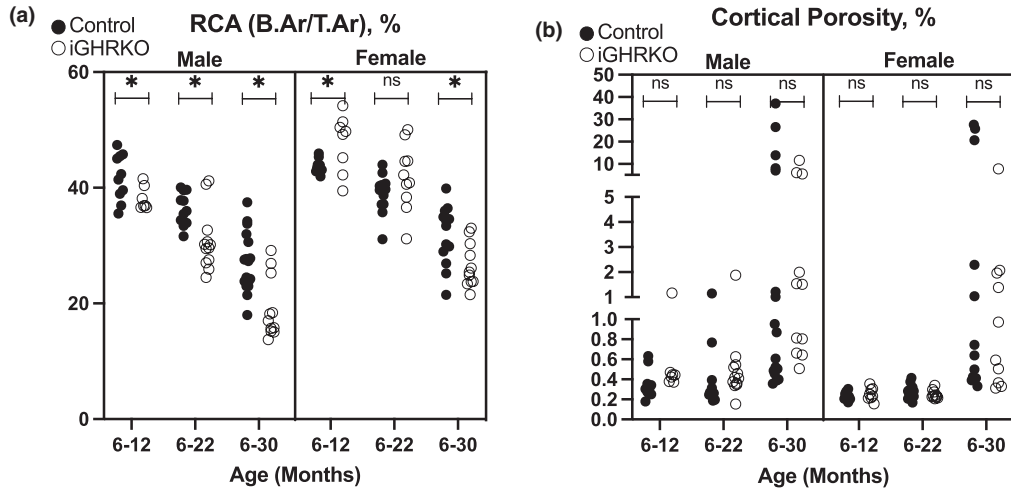 (a)
Control
iGHRKO
RCA (B.Ar/T.Ar), %
Male
Female
60
40
20
0
*
*
*
*
ns
*
6-12
6-22
6-30
6-12
6-22
6-30
Age (Months)
(b)
Control
iGHRKO
Cortical Porosity, %
Male
Female
50
40
30
20
10
5
4
3
2
1
1.0
0.8
0.6
0.4
0.2
0.0
ns
ns
ns
ns
ns
ns
6-12
6-22
6-30
6-12
6-22
6-30
Age (Months)